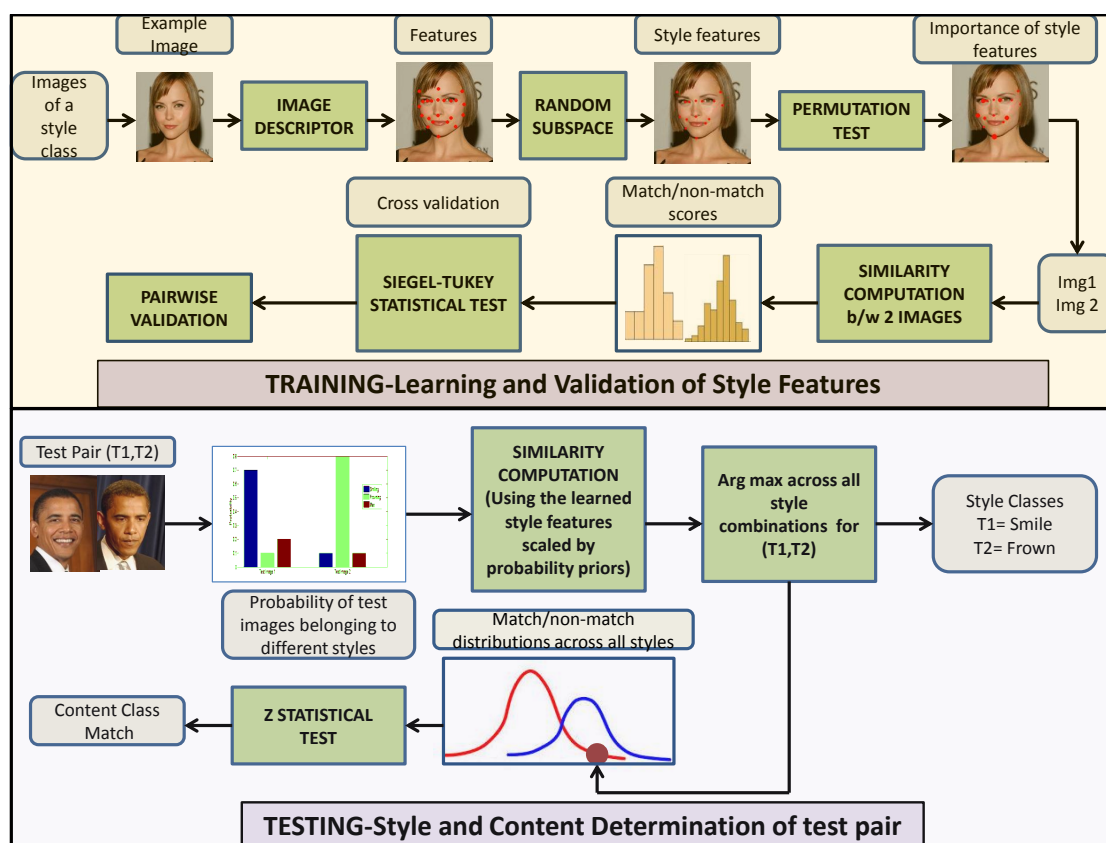 Example
Image
Features
Style features
Importance of style
features
Images
of a
style
class
IMAGE
DESCRIPTOR
RANDOM
SUBSPACE
PERMUTATION
TEST
Cross validation
Match/non-match
scores
PAIRWISE
VALIDATION
SIEGEL-TUKEY
STATISTICAL TEST
SIMILARITY
COMPUTATION
b/w 2 IMAGES
Img1
Img 2
TRAINING-Learning and Validation of Style Features
Test Pair (T1,T2)
SIMILARITY
COMPUTATION
(Using the learned
style features
scaled by
probability priors)
Arg max across all
style
combinations for
(T1,T2)
Style Classes
T1= Smile
T2= Frown
Probability of test
images belonging to
different styles
Match/non-match
distributions across all styles
Content Class
Match
Z STATISTICAL
TEST
TESTING-Style and Content Determination of test pair